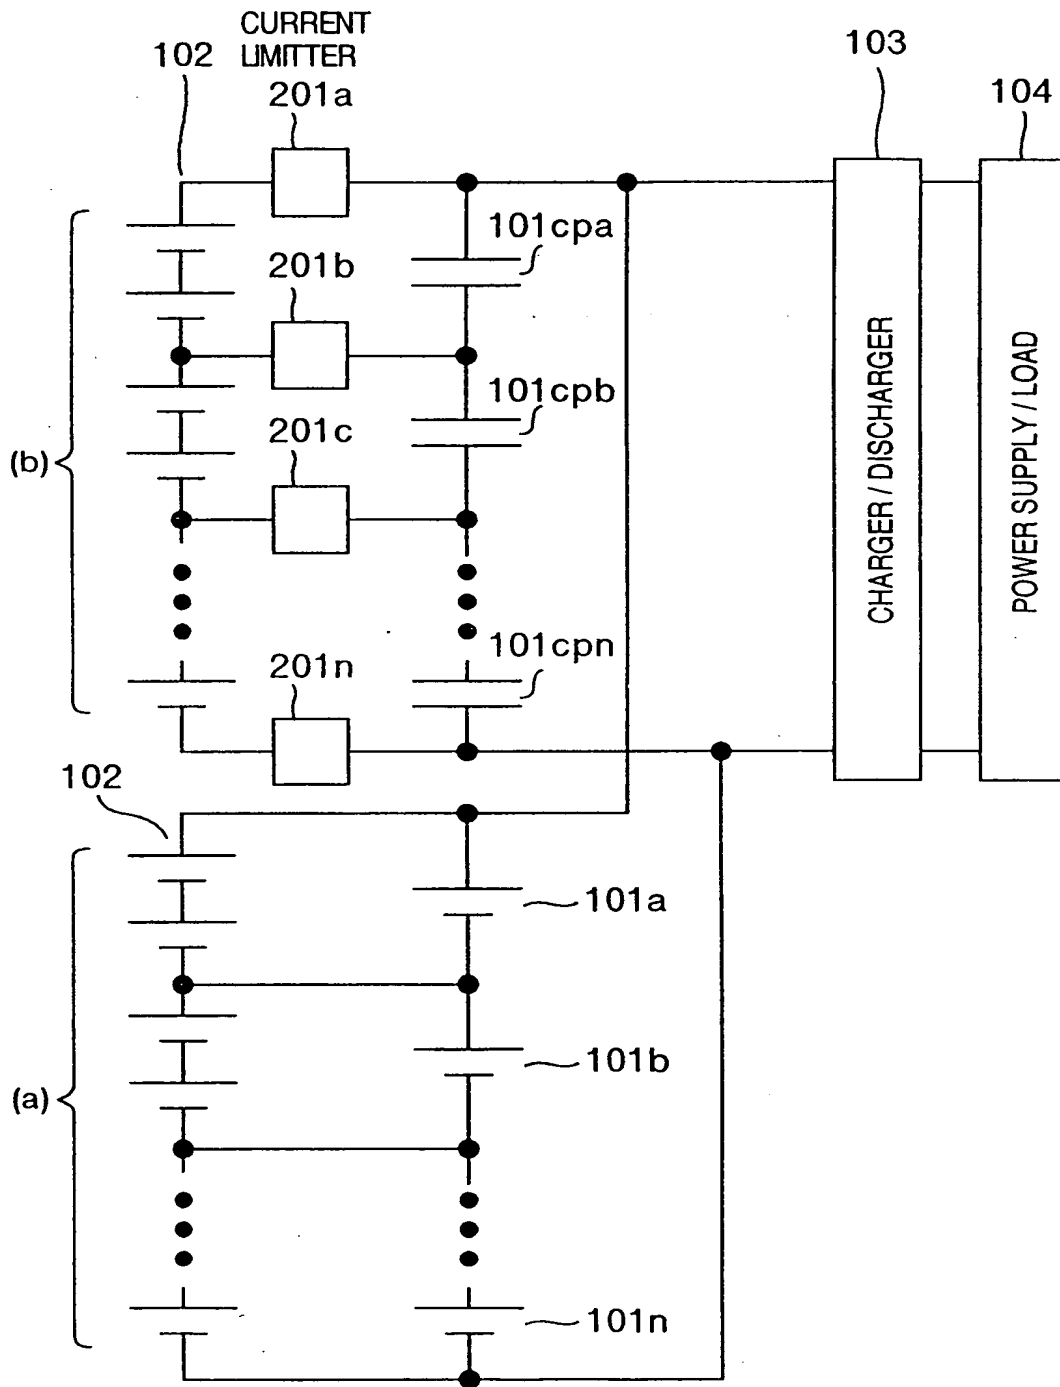 CURRENT
LIMITTER
102
103
201a
104
101cpa
201b
101cpb
201c
(b)
CHARGER / DISCHARGER
POWER SUPPLY / LOAD
101cpn
201n
102
101a
101b
(a)
101n